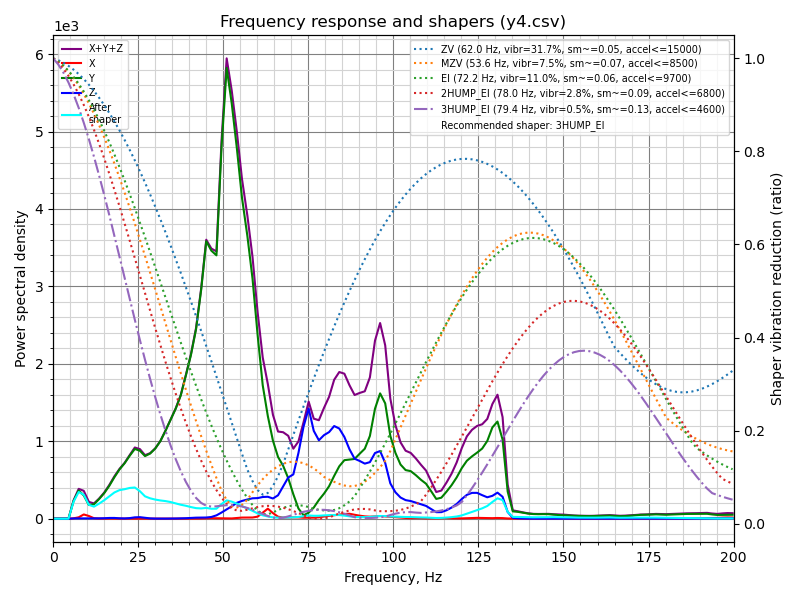 Frequency response and shapers (y4.csv)
1e3
X+Y+Z
X
Y
Z
After
shaper
ZV (62.0 Hz, vibr=31.7%, sm~=0.05, accel<=15000)
MZV (53.6 Hz, vibr=7.5%, sm~=0.07, accel<=8500)
EI (72.2 Hz, vibr=11.0%, sm~=0.06, accel<=9700)
2HUMP_EI (78.0 Hz, vibr=2.8%, sm~=0.09, accel<=6800)
3HUMP_EI (79.4 Hz, vibr=0.5%, sm~=0.13, accel<=4600)
Recommended shaper: 3HUMP_EI
Power spectral density
6
5
4
3
2
1
0
Shaper vibration reduction (ratio)
1.0
0.8
0.6
0.4
0.2
0.0
0 25 50 75 100 125 150 175 200
Frequency, Hz